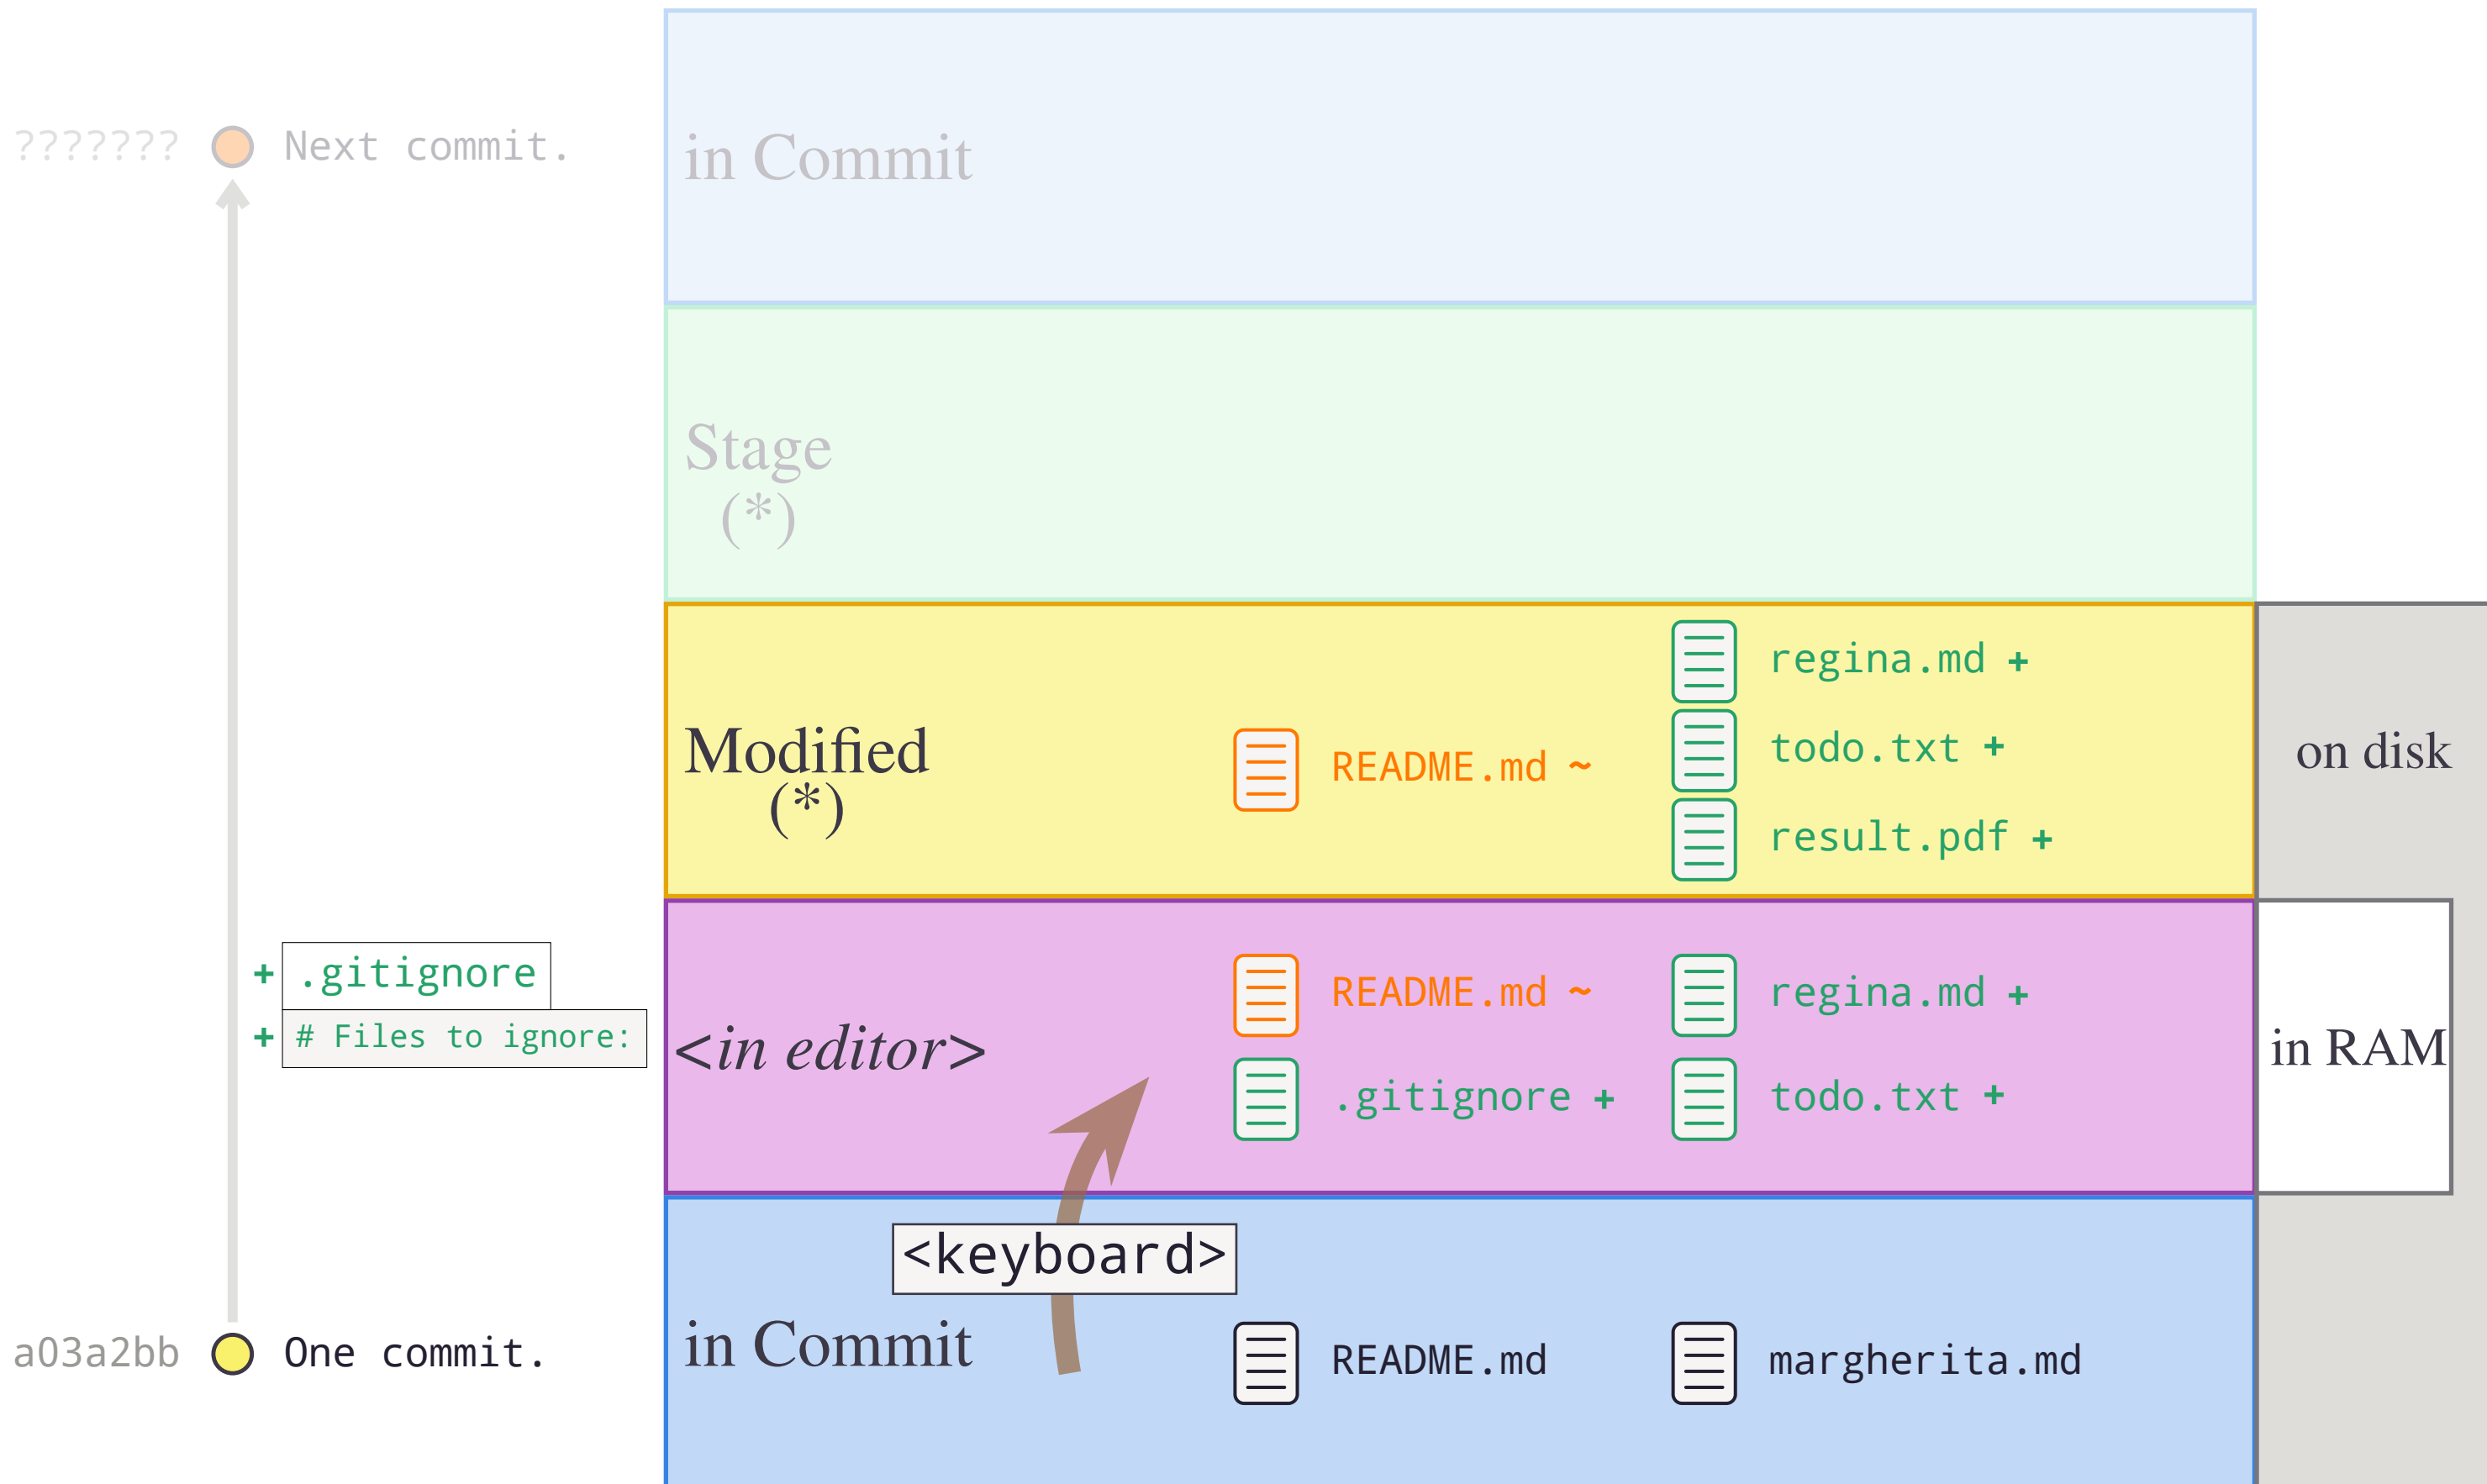 ??????? Next commit.
in Commit
Stage
(*)
Modified
(*)
README.md ~
regina.md +
todo.txt +
result.pdf +
on disk
+ .gitignore
+ # Files to ignore:
<in editor>
README.md ~
.gitignore +
regina.md +
todo.txt +
in RAM
<keyboard>
a03a2bb One commit.
in Commit
README.md
margherita.md